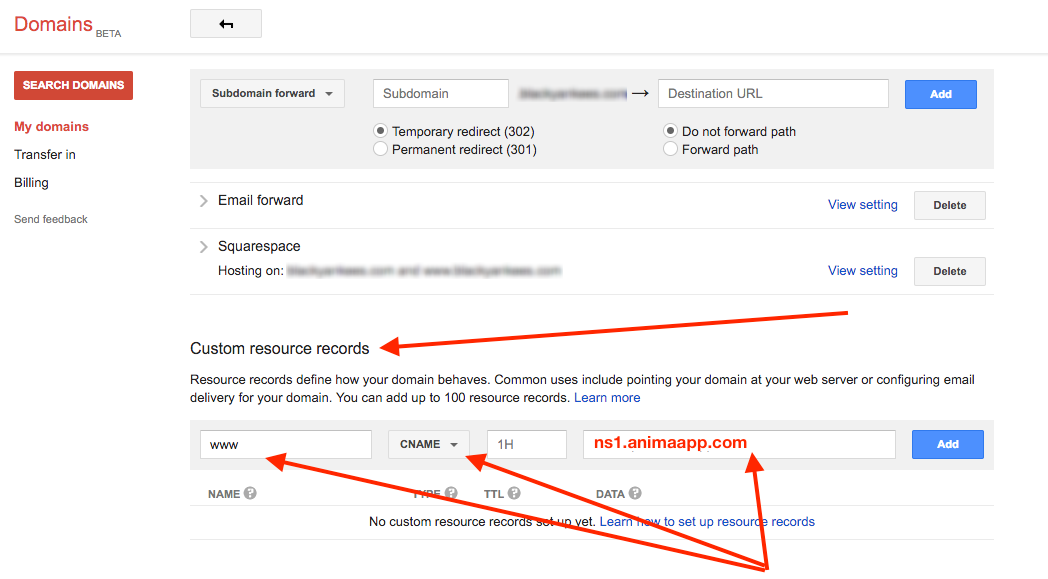 Domains BETA
SEARCH DOMAINS
My domains
Transfer in
Billing
Send feedback
Subdomain forward Subdomain Destination URL Add
Temporary redirect (302) Do not forward path
Permanent redirect (301) Forward path
Email forward View setting Delete
Squarespace
Hosting on: View setting Delete
Custom resource records
Resource records define how your domain behaves. Common uses include pointing your domain at your web server or configuring email
delivery for your domain. You can add up to 100 resource records. Learn more
www CNAME 1H ns1.animaapp.com Add
NAME ? TYPE ? TTL ? DATA ?
No custom resource records set up yet. Learn how to set up resource records